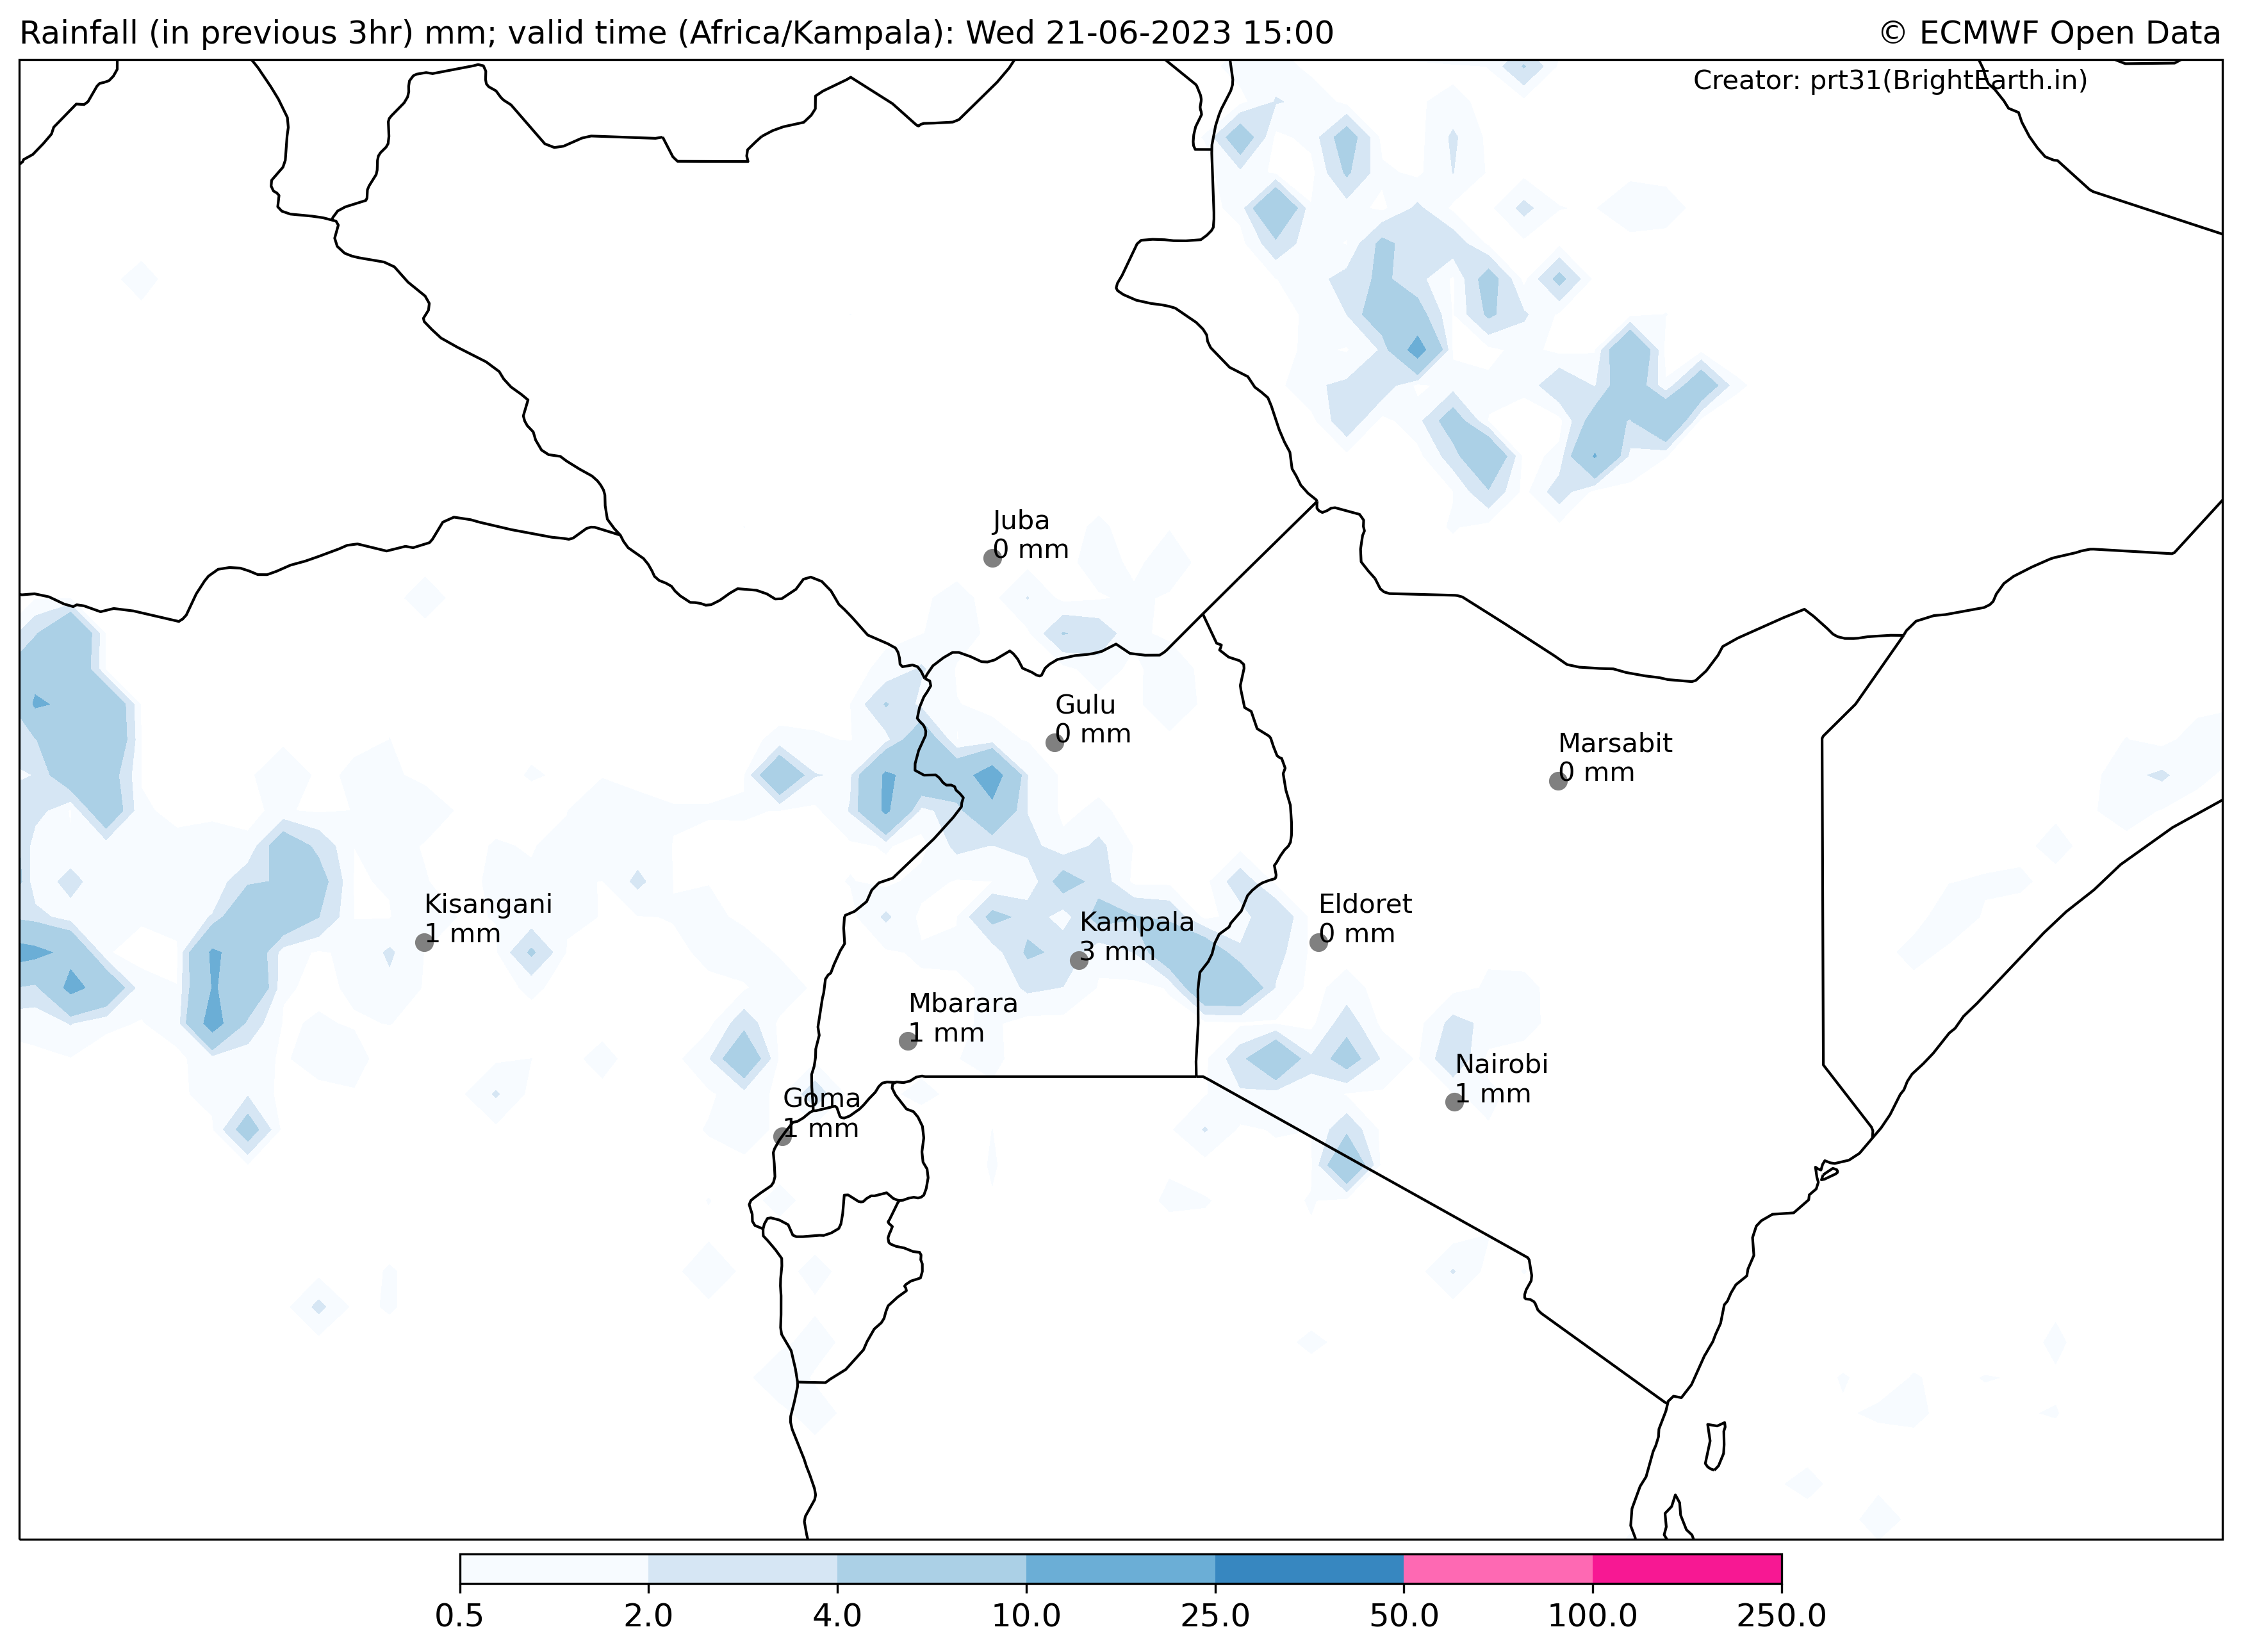 Rainfall (in previous 3hr) mm; valid time (Africa/Kampala): Wed 21-06-2023 15:00
© ECMWF Open Data
Creator: prt31(BrightEarth.in)
Juba
0 mm
Gulu
0 mm
Marsabit
0 mm
Kisangani
1 mm
Kampala
3 mm
Eldoret
0 mm
Mbarara
1 mm
Nairobi
1 mm
Goma
1 mm
0.5 2.0 4.0 10.0 25.0 50.0 100.0 250.0